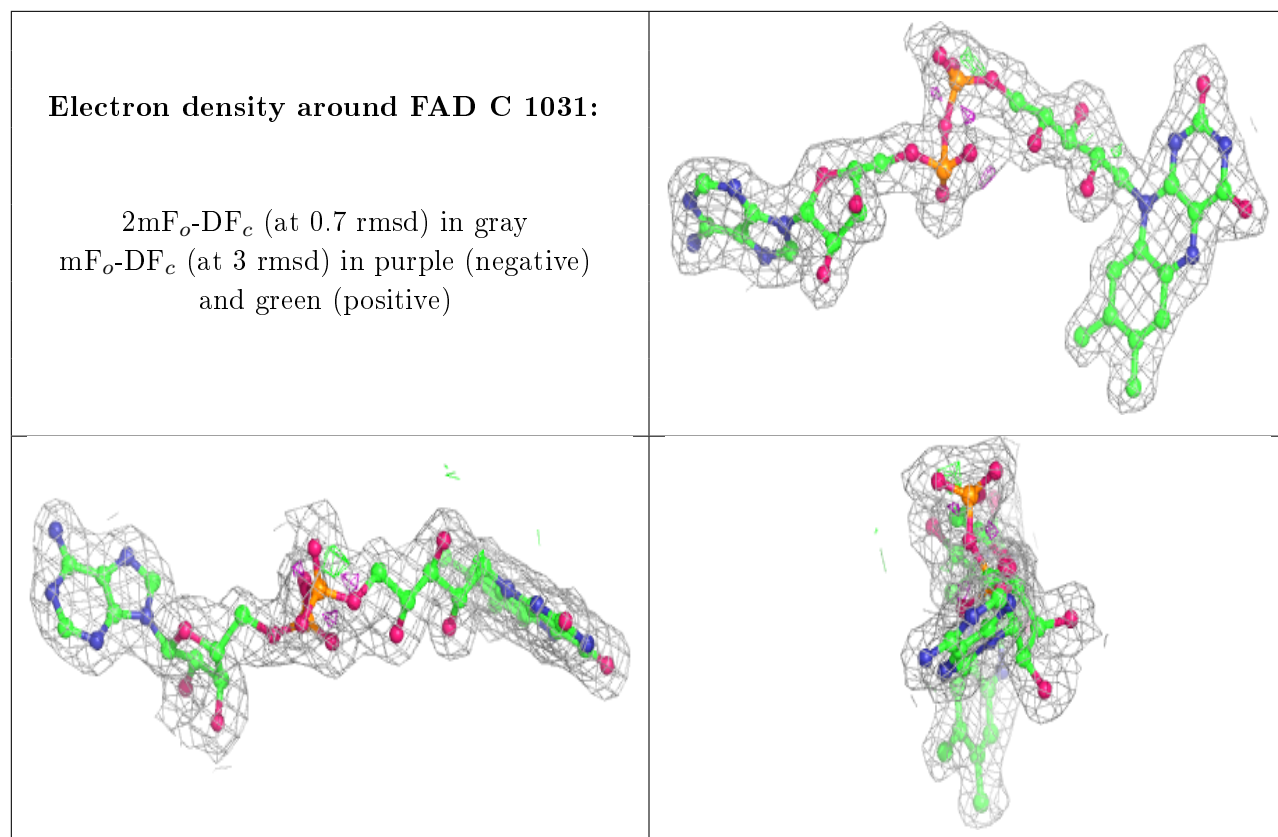 Electron density around FAD C 1031:
2mFo-DFc (at 0.7 rmsd) in gray
mFo-DFc (at 3 rmsd) in purple (negative)
and green (positive)